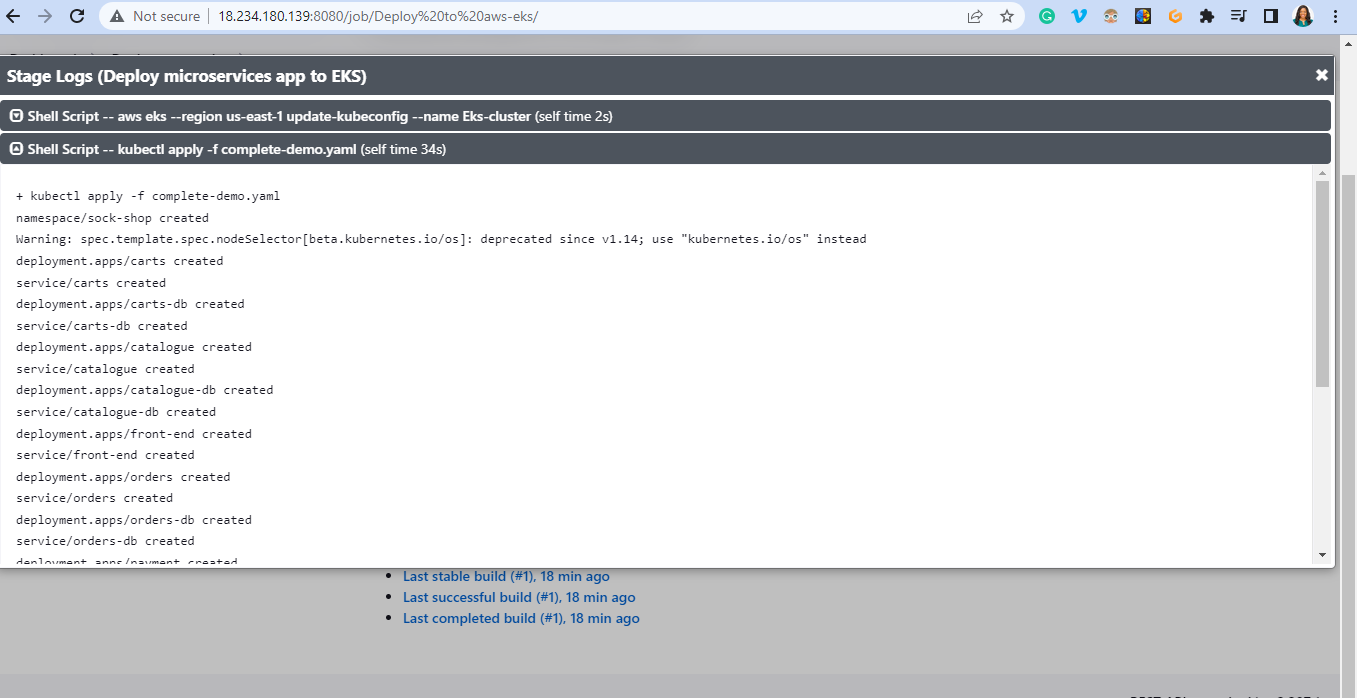 Not secure
18.234.180.139:8080/job/Deploy%20to%20aws-eks/
Stage Logs (Deploy microservices app to EKS)
Shell Script -- aws eks --region us-east-1 update-kubeconfig --name Eks-cluster (self time 2s)
Shell Script -- kubectl apply -f complete-demo.yaml (self time 34s)
+ kubectl apply -f complete-demo.yaml
namespace/sock-shop created
Warning: spec.template.spec.nodeSelector[beta.kubernetes.io/os]: deprecated since v1.14; use "kubernetes.io/os" instead
deployment.apps/carts created
service/carts created
deployment.apps/carts-db created
service/carts-db created
deployment.apps/catalogue created
service/catalogue created
deployment.apps/catalogue-db created
service/catalogue-db created
deployment.apps/front-end created
service/front-end created
deployment.apps/orders created
service/orders created
deployment.apps/orders-db created
service/orders-db created
deployment.apps/payment created
Last stable build (#1), 18 min ago
Last successful build (#1), 18 min ago
Last completed build (#1), 18 min ago